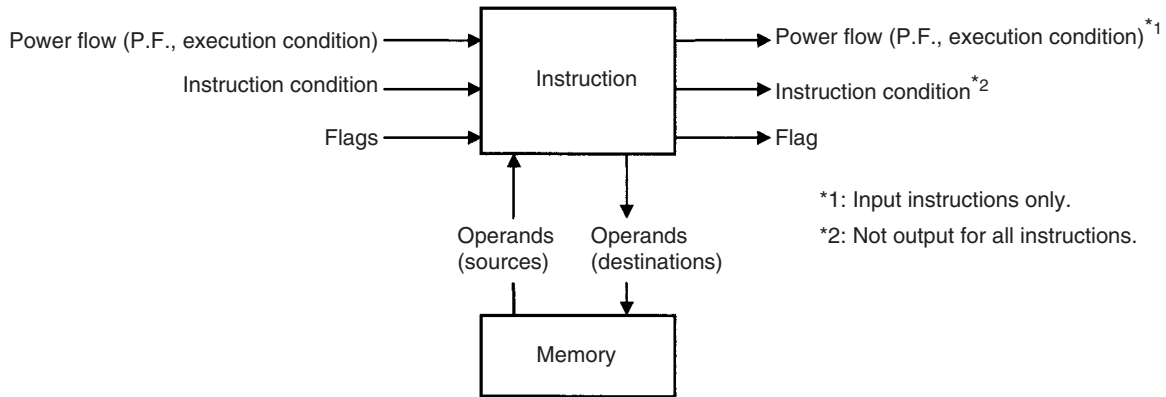 Power flow (P.F., execution condition)
Instruction condition
Flags
Instruction
Power flow (P.F., execution condition)*1
Instruction condition*2
Flag
*1: Input instructions only.
*2: Not output for all instructions.
Operands
(sources)
Operands
(destinations)
Memory